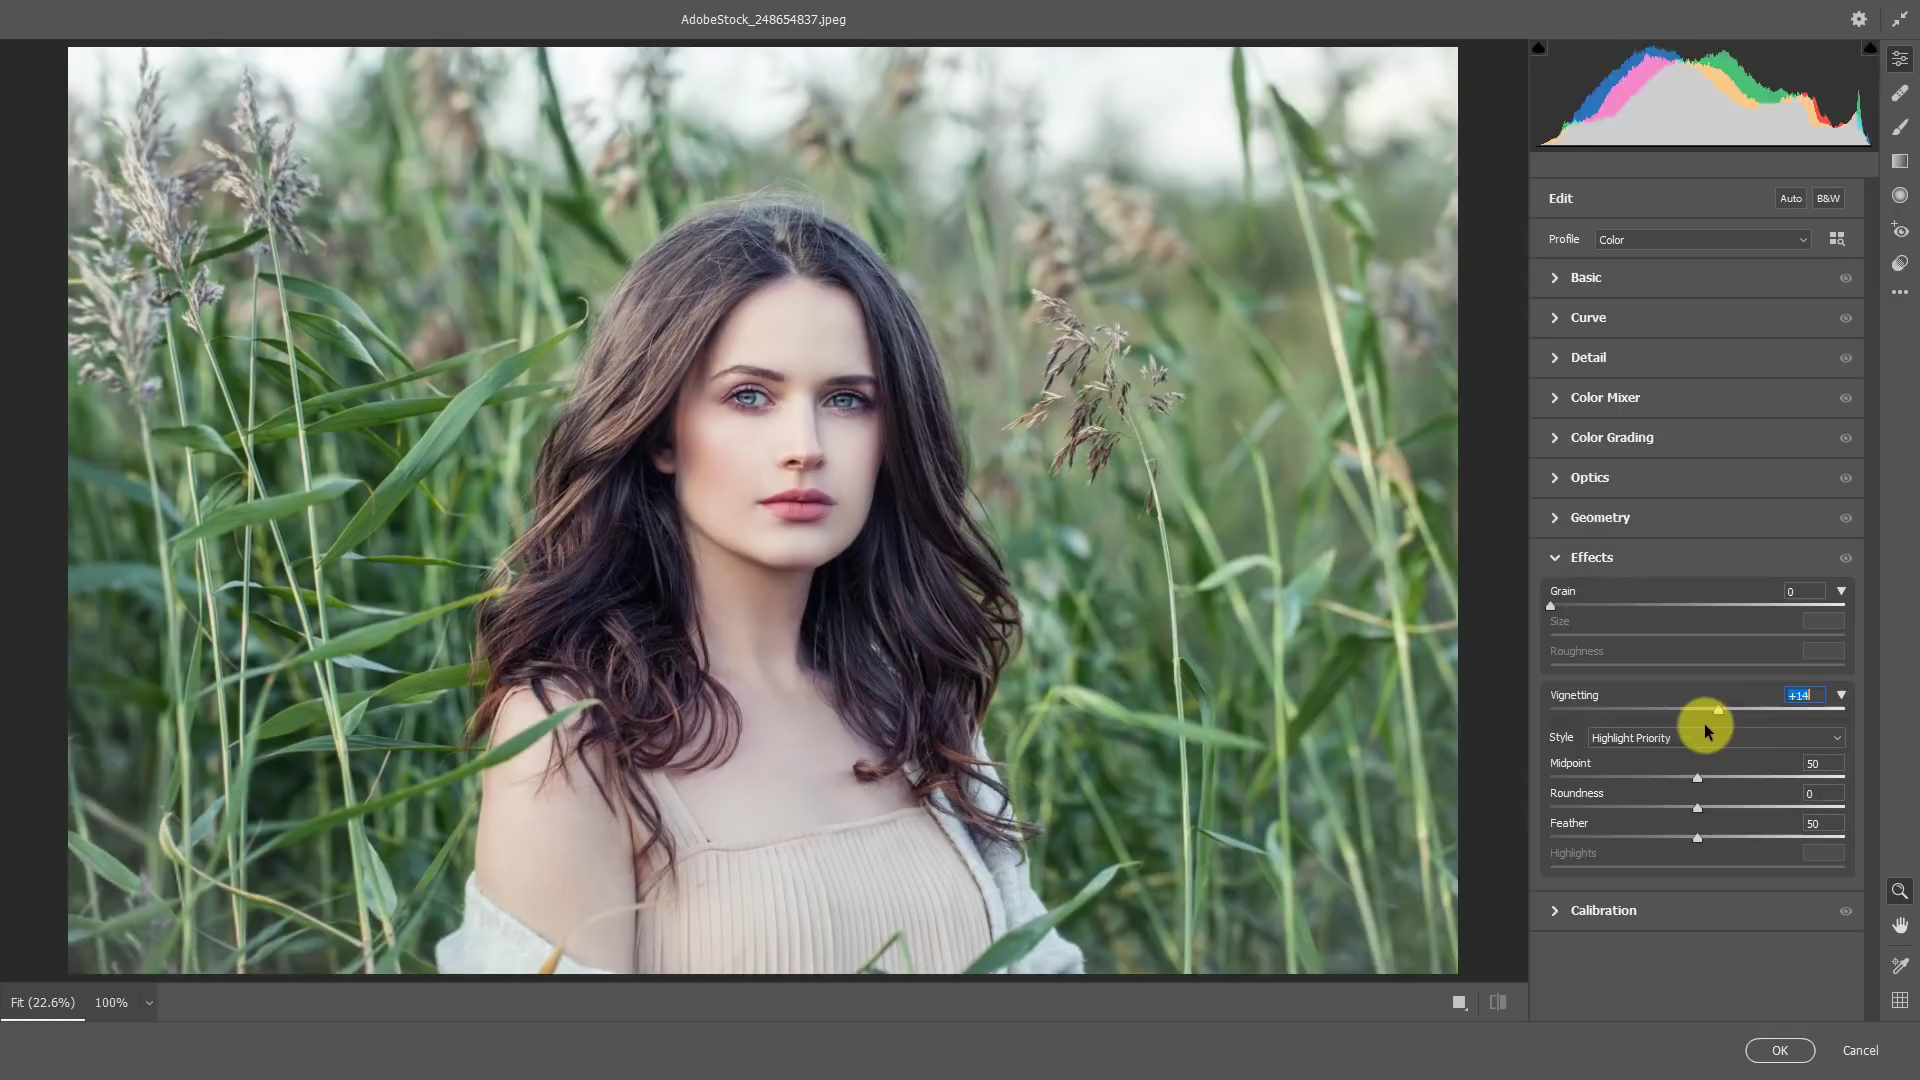 AdobeStock_248654837.jpeg
Edit
Auto
B&W
Profile
Color
Basic
Curve
Detail
Color Mixer
Color Grading
Optics
Geometry
Effects
Grain
0
Size
Roughness
Vignetting
+14
Style
Highlight Priority
Midpoint
50
Roundness
0
Feather
50
Highlights
Calibration
Fit (22.6%)
100%
OK
Cancel